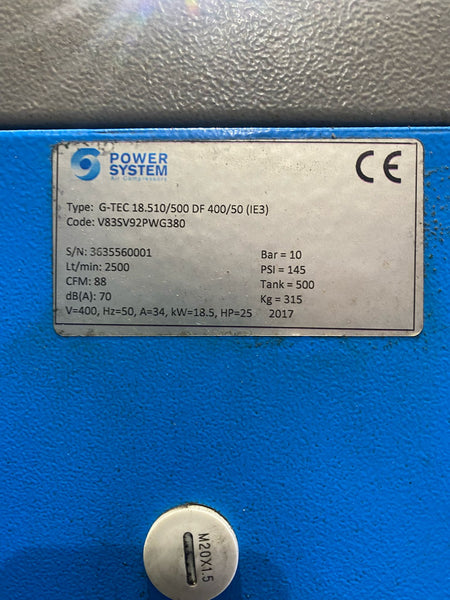 POWER
SYSTEM
Air Compressors
CE
Type: G-TEC 18.510/500 DF 400/50 (IE3)
Code: V83SV92PWG380
S/N: 3635560001
Bar = 10
Lt/min: 2500
PSI = 145
CFM: 88
Tank = 500
dB(A): 70
Kg = 315
V=400, Hz=50, A=34, kW=18.5, HP=25 2017
M20X1.5